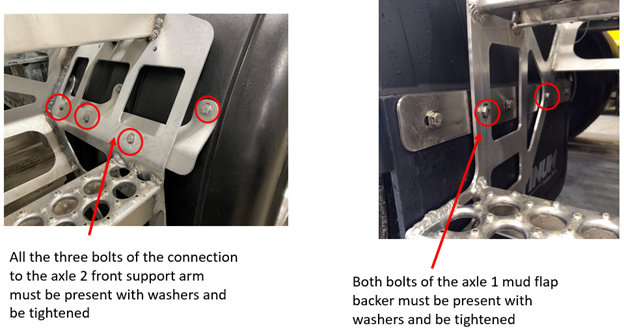 NUM
All the three bolts of the connection
to the axle 2 front support arm
must be present with washers and
be tightened
Both bolts of the axle 1 mud flap
backer must be present with
washers and be tightened